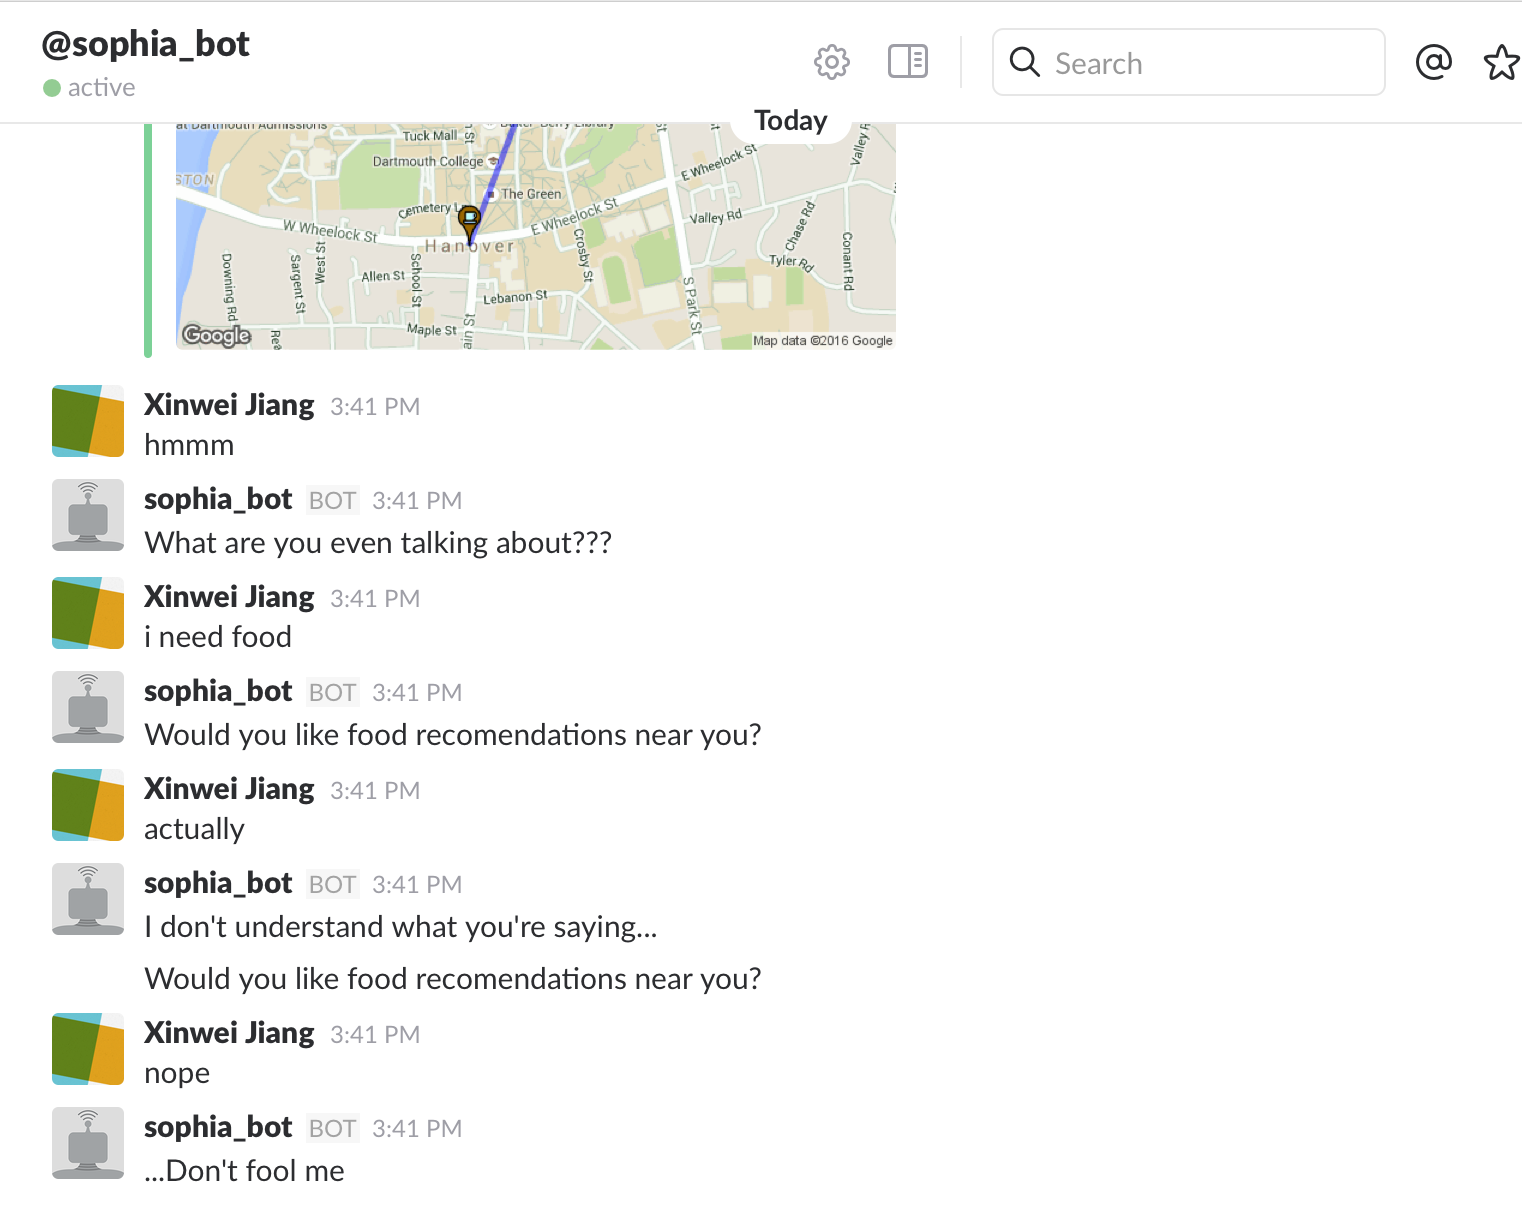 @sophia_bot
active
Search
Today
at Dartmouth Admissions
Tuck Mall
Dartmouth College
The Green
Cemetery
W Wheelock St
E Wheelock St
E Wheelock St
Hanover
Valley Rd
Valley
Chase Rd
Tyler Rd
Conant Rd
Crosby St
S Park St
Downing Rd
Sargent St
West St
Allen St
School St
Lebanon St
Maple St
Google
Map data ©2016 Google
Xinwei Jiang 3:41 PM
hmmm
sophia_bot BOT 3:41 PM
What are you even talking about???
Xinwei Jiang 3:41 PM
i need food
sophia_bot BOT 3:41 PM
Would you like food recomendations near you?
Xinwei Jiang 3:41 PM
actually
sophia_bot BOT 3:41 PM
I don't understand what you're saying...
Would you like food recomendations near you?
Xinwei Jiang 3:41 PM
nope
sophia_bot BOT 3:41 PM
...Don't fool me